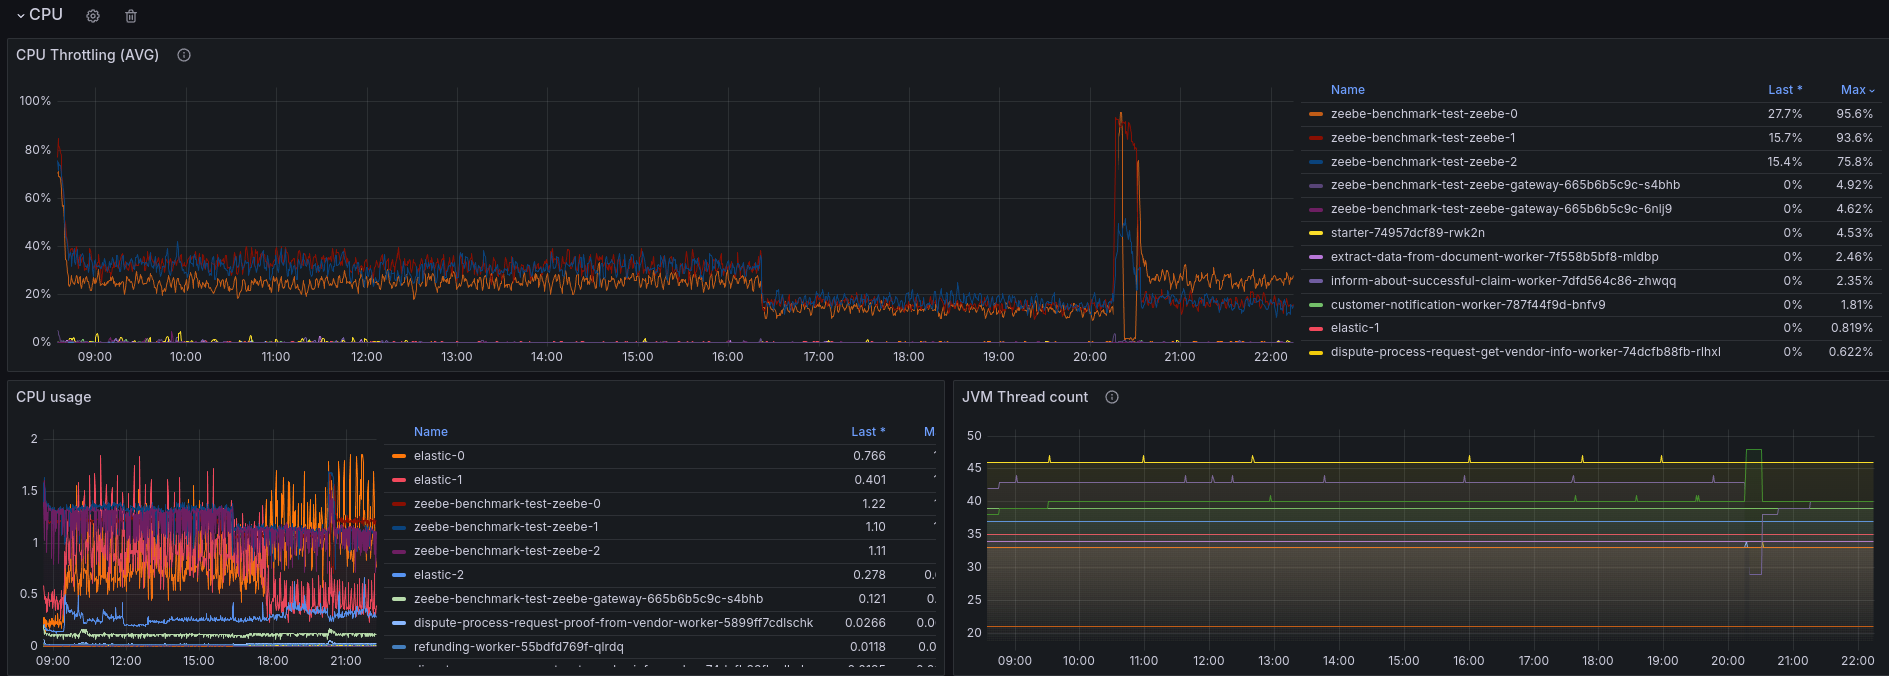 CPU
CPU Throttling (AVG)
100%
80%
60%
40%
20%
0%
09:00 10:00 11:00 12:00 13:00 14:00 15:00 16:00 17:00 18:00 19:00 20:00 21:00 22:00
Name Last * Max
zeebe-benchmark-test-zeebe-0 27.7% 95.6%
zeebe-benchmark-test-zeebe-1 15.7% 93.6%
zeebe-benchmark-test-zeebe-2 15.4% 75.8%
zeebe-benchmark-test-zeebe-gateway-665b6b5c9c-s4bhb 0% 4.92%
zeebe-benchmark-test-zeebe-gateway-665b6b5c9c-6nlj9 0% 4.62%
starter-74957dcf89-rwk2n 0% 4.53%
extract-data-from-document-worker-7f558b5bf8-mldbp 0% 2.46%
inform-about-successful-claim-worker-7dfd564c86-zhwqq 0% 2.35%
customer-notification-worker-787f44f9d-bnfv9 0% 1.81%
elastic-1 0% 0.819%
dispute-process-request-get-vendor-info-worker-74dcfb88fb-rlhxl 0% 0.622%
CPU usage
2
1.5
1
0.5
0
09:00 12:00 15:00 18:00 21:00
Name Last * M
elastic-0 0.766
elastic-1 0.401
zeebe-benchmark-test-zeebe-0 1.22
zeebe-benchmark-test-zeebe-1 1.10
zeebe-benchmark-test-zeebe-2 1.11
elastic-2 0.278 0.
zeebe-benchmark-test-zeebe-gateway-665b6b5c9c-s4bhb 0.121 0.
dispute-process-request-proof-from-vendor-worker-5899ff7cdlschk 0.0266 0.0
refunding-worker-55bdfd769f-qlrdq 0.0118 0.0
JVM Thread count
50
45
40
35
30
25
20
09:00 10:00 11:00 12:00 13:00 14:00 15:00 16:00 17:00 18:00 19:00 20:00 21:00 22:00